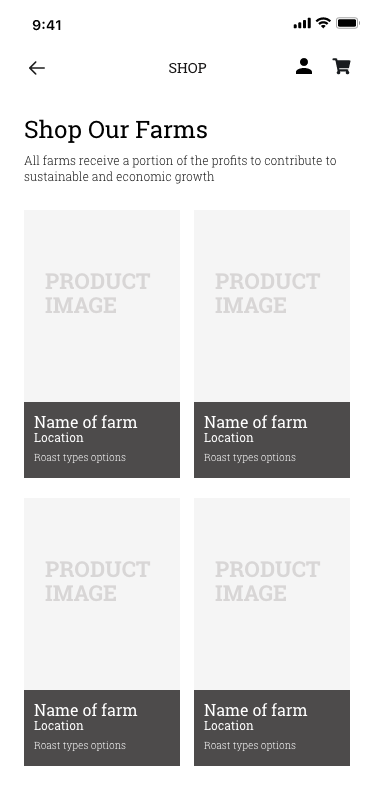 9:41
SHOP
Shop Our Farms
All farms receive a portion of the profits to contribute to
sustainable and economic growth
PRODUCT
IMAGE
Name of farm
Location
Roast types options
PRODUCT
IMAGE
Name of farm
Location
Roast types options
PRODUCT
IMAGE
Name of farm
Location
Roast types options
PRODUCT
IMAGE
Name of farm
Location
Roast types options